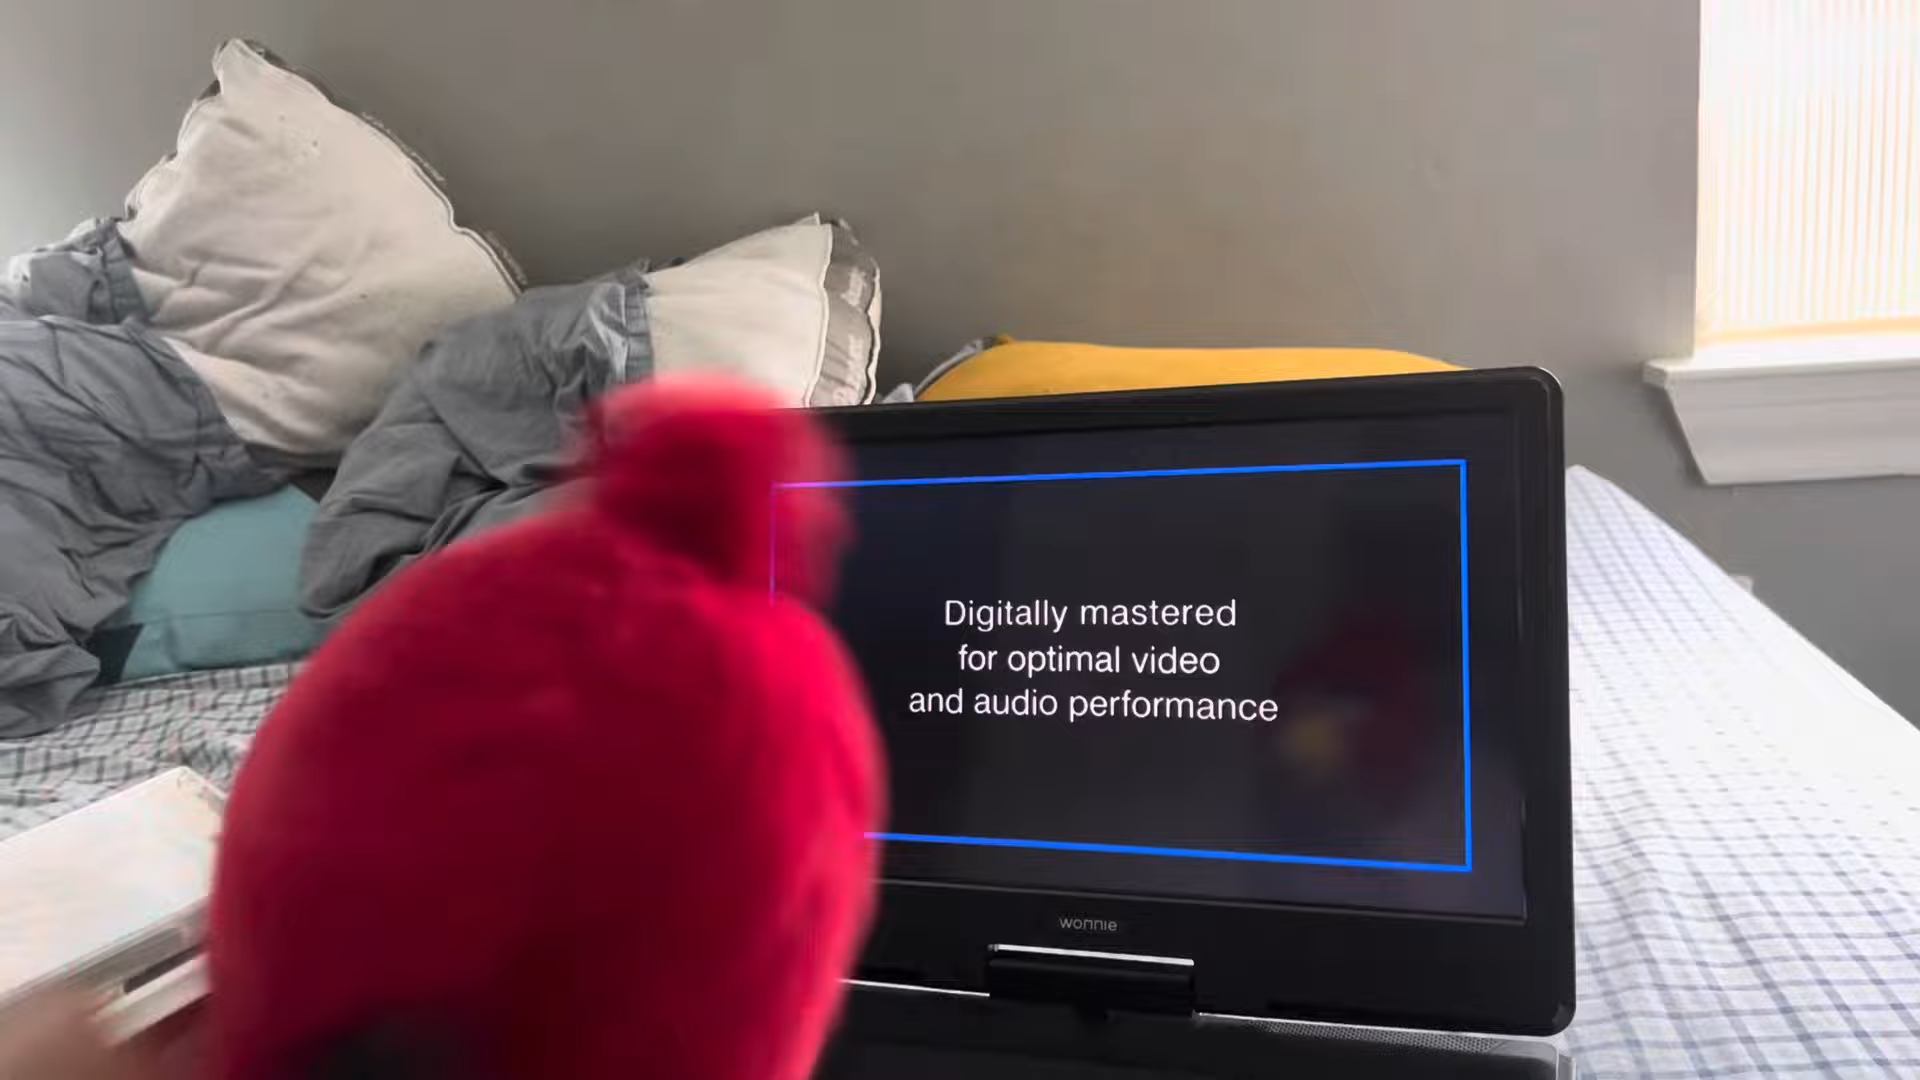 Digitally mastered
for optimal video
and audio performance
wonnie